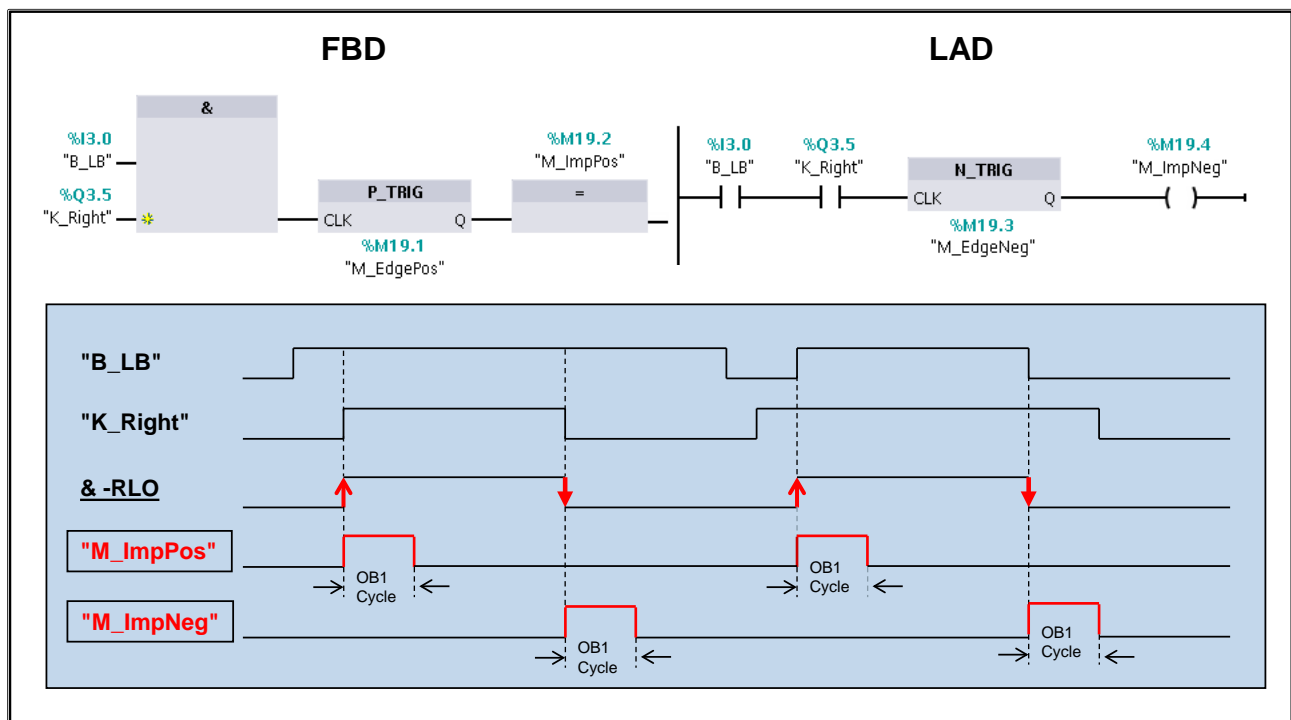 FBD
LAD
&
%I3.0
"B_LB"
%Q3.5
"K_Right"
P_TRIG
CLK
Q
%M19.1
"M_EdgePos"
%M19.2
"M_ImpPos"
=
%I3.0
"B_LB"
%Q3.5
"K_Right"
N_TRIG
CLK
Q
%M19.3
"M_EdgeNeg"
%M19.4
"M_ImpNeg"
"B_LB"
"K_Right"
& -RLO
"M_ImpPos"
OB1
Cycle
OB1
Cycle
"M_ImpNeg"
OB1
Cycle
OB1
Cycle